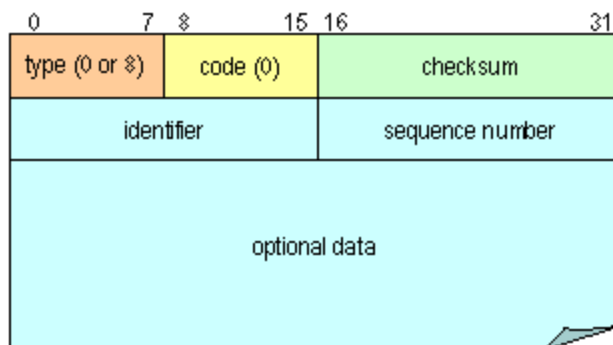 0 7 8 15 16 31
type (0 or 8) code (0) checksum
identifier sequence number
optional data